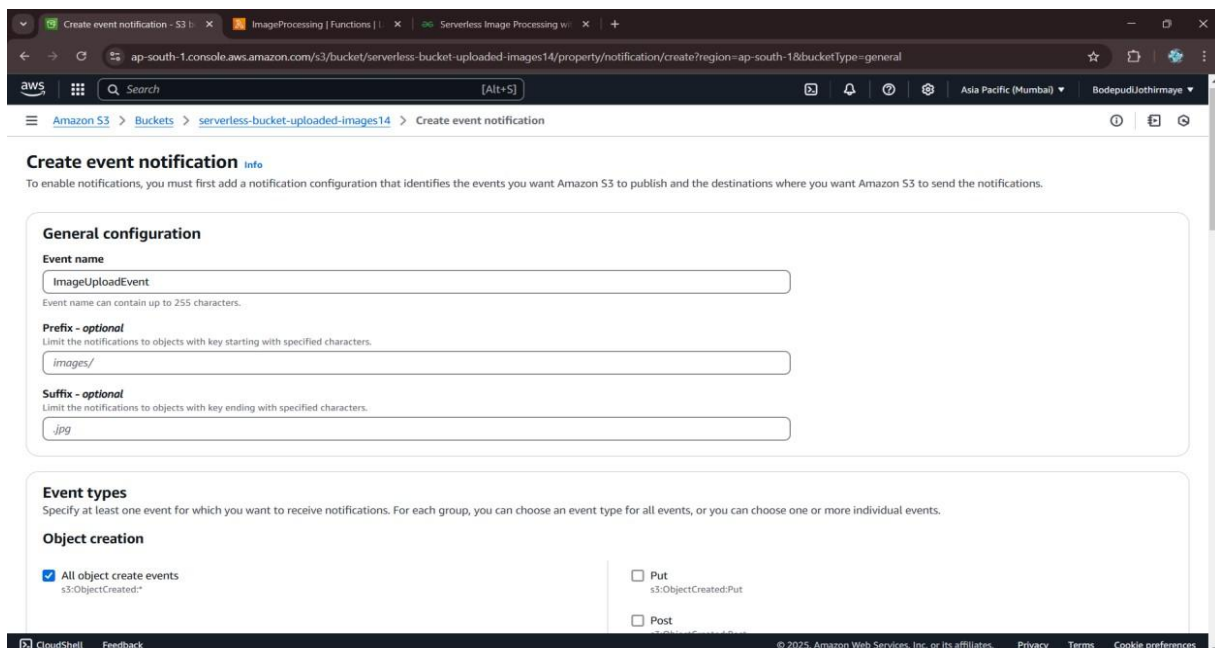 Create event notification - S3 b
ImageProcessing | Functions | L
Serverless Image Processing wi
ap-south-1.console.aws.amazon.com/s3/bucket/serverless-bucket-uploaded-images14/property/notification/create?region=ap-south-1&bucketType=general
aws Search [Alt+S] Asia Pacific (Mumbai) BodepudiJothirmaye
Amazon S3 > Buckets > serverless-bucket-uploaded-images14 > Create event notification
Create event notification Info
To enable notifications, you must first add a notification configuration that identifies the events you want Amazon S3 to publish and the destinations where you want Amazon S3 to send the notifications.
General configuration
Event name
ImageUploadEvent
Event name can contain up to 255 characters.
Prefix - optional
Limit the notifications to objects with key starting with specified characters.
images/
Suffix - optional
Limit the notifications to objects with key ending with specified characters.
.jpg
Event types
Specify at least one event for which you want to receive notifications. For each group, you can choose an event type for all events, or you can choose one or more individual events.
Object creation
All object create events
s3:ObjectCreated:*
Put
s3:ObjectCreated:Put
Post
CloudShell Feedback © 2025, Amazon Web Services, Inc. or its affiliates. Privacy Terms Cookie preferences